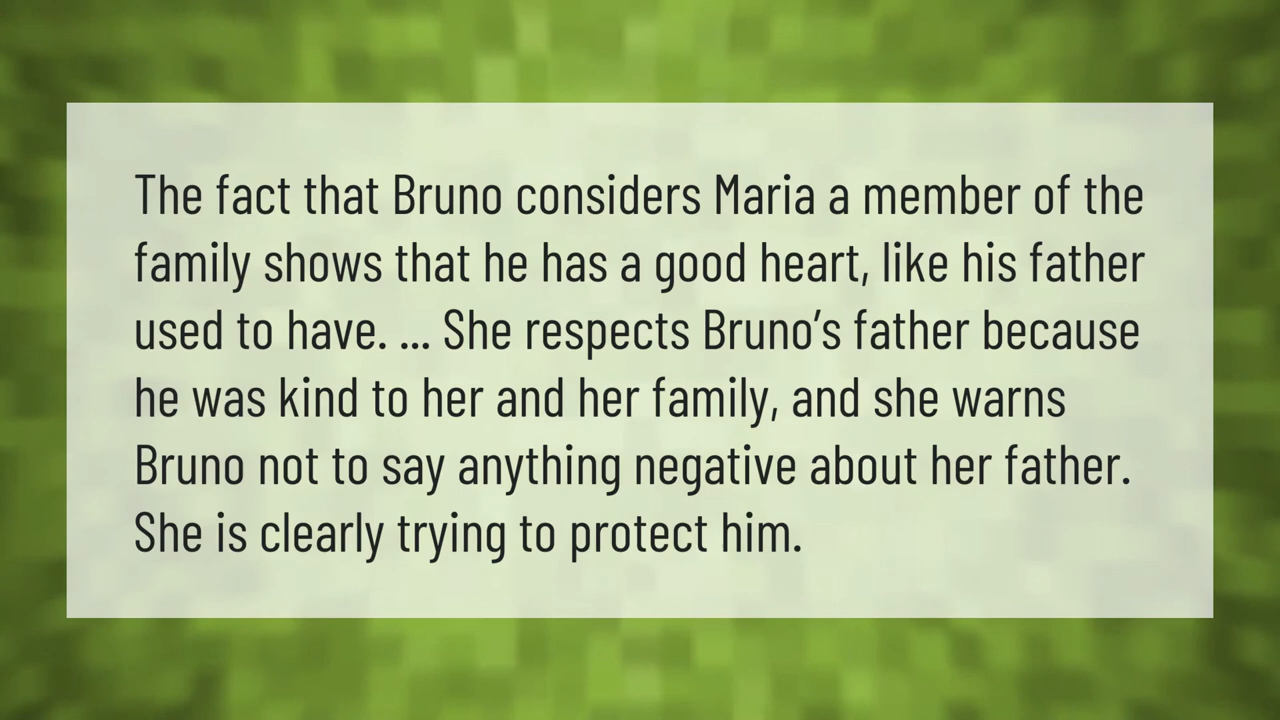 The fact that Bruno considers Maria a member of the
family shows that he has a good heart, like his father
used to have. ... She respects Bruno’s father because
he was kind to her and her family, and she warns
Bruno not to say anything negative about her father.
She is clearly trying to protect him.